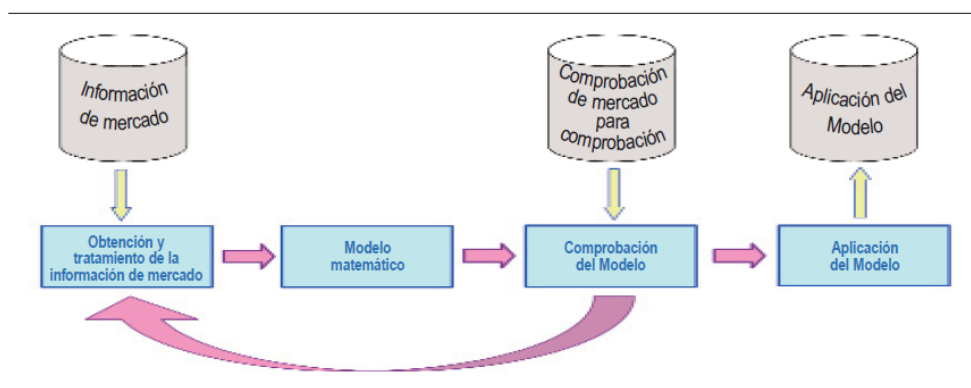 Información
de mercado
Comprobación
de mercado
para
comprobación
Aplicación del
Modelo
Obtención y
tratamiento de la
información de mercado
Modelo
matemático
Comprobación
del Modelo
Aplicación
del Modelo